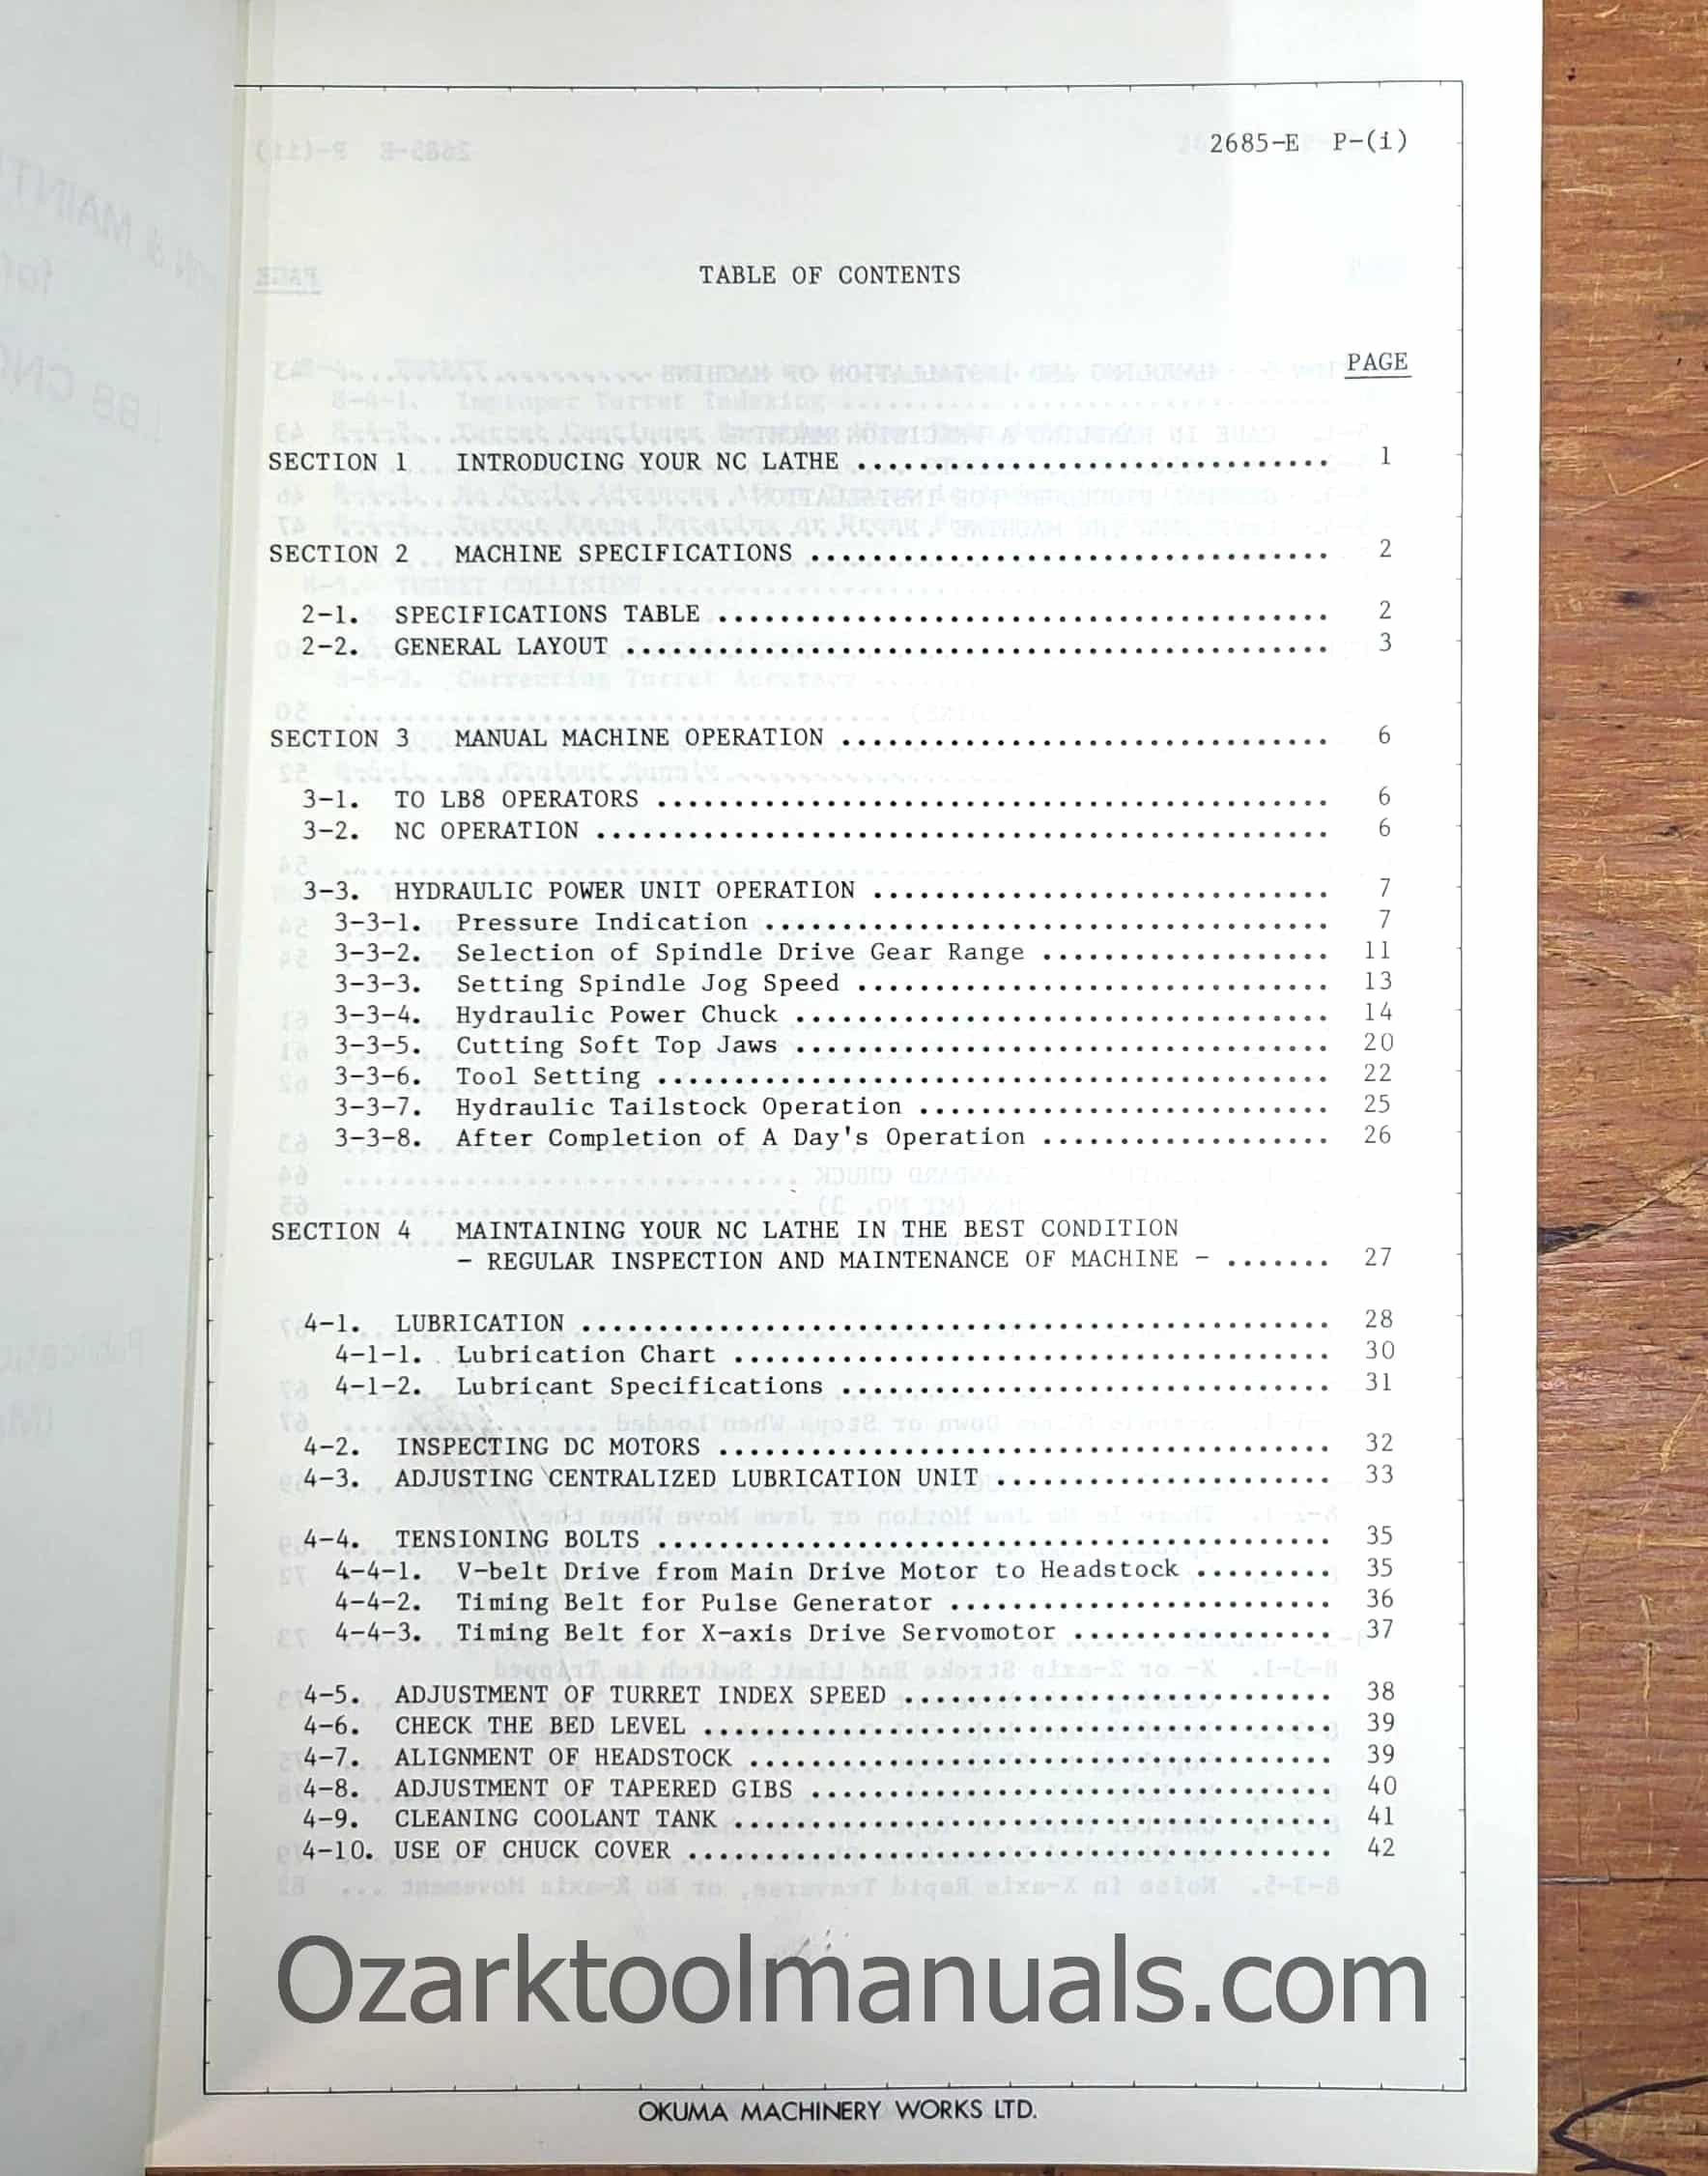 2685-E P-(i)
TABLE OF CONTENTS
PAGE
SECTION 1 INTRODUCING YOUR NC LATHE ............................... 1
SECTION 2 MACHINE SPECIFICATIONS .................................. 2
2-1. SPECIFICATIONS TABLE ........................................ 2
2-2. GENERAL LAYOUT .............................................. 3
SECTION 3 MANUAL MACHINE OPERATION ................................ 6
3-1. TO LB8 OPERATORS ............................................ 6
3-2. NC OPERATION ................................................ 6
3-3. HYDRAULIC POWER UNIT OPERATION .............................. 7
3-3-1. Pressure Indication ..................................... 7
3-3-2. Selection of Spindle Drive Gear Range ................... 11
3-3-3. Setting Spindle Jog Speed ............................... 13
3-3-4. Hydraulic Power Chuck ................................... 14
3-3-5. Cutting Soft Top Jaws ................................... 20
3-3-6. Tool Setting ............................................ 22
3-3-7. Hydraulic Tailstock Operation ........................... 25
3-3-8. After Completion of A Day's Operation ................... 26
SECTION 4 MAINTAINING YOUR NC LATHE IN THE BEST CONDITION
- REGULAR INSPECTION AND MAINTENANCE OF MACHINE - ....... 27
4-1. LUBRICATION ................................................. 28
4-1-1. Lubrication Chart ....................................... 30
4-1-2. Lubricant Specifications ................................ 31
4-2. INSPECTING DC MOTORS ........................................ 32
4-3. ADJUSTING CENTRALIZED LUBRICATION UNIT ...................... 33
4-4. TENSIONING BOLTS ............................................ 35
4-4-1. V-belt Drive from Main Drive Motor to Headstock ......... 35
4-4-2. Timing Belt for Pulse Generator ......................... 36
4-4-3. Timing Belt for X-axis Drive Servomotor ................. 37
4-5. ADJUSTMENT OF TURRET INDEX SPEED ............................ 38
4-6. CHECK THE BED LEVEL ......................................... 39
4-7. ALIGNMENT OF HEADSTOCK ...................................... 39
4-8. ADJUSTMENT OF TAPERED GIBS .................................. 40
4-9. CLEANING COOLANT TANK ....................................... 41
4-10. USE OF CHUCK COVER .......................................... 42
Ozarktoolmanuals.com
OKUMA MACHINERY WORKS LTD.